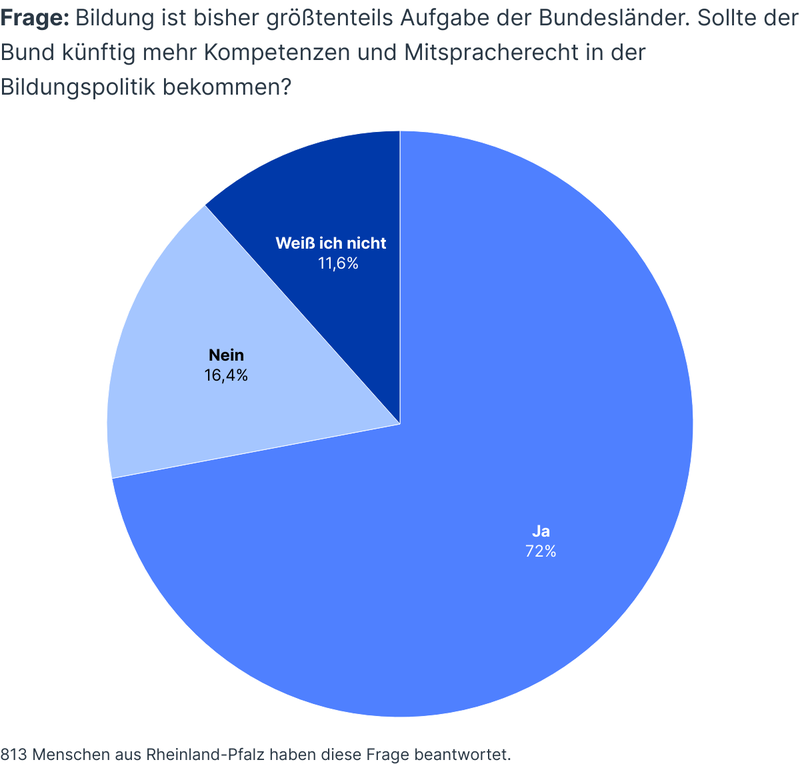 Frage: Bildung ist bisher größtenteils Aufgabe der Bundesländer. Sollte der
Bund künftig mehr Kompetenzen und Mitspracherecht in der
Bildungspolitik bekommen?
Weiß ich nicht
11,6%
Nein
16,4%
Ja
72%
813 Menschen aus Rheinland-Pfalz haben diese Frage beantwortet.